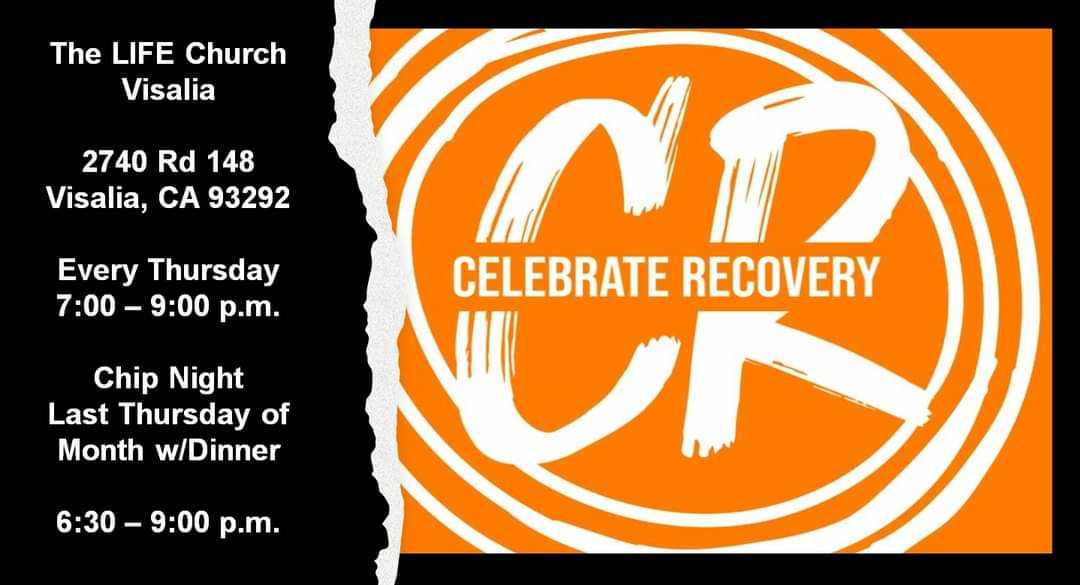 The LIFE Church
Visalia
2740 Rd 148
Visalia, CA 93292
Every Thursday
7:00 – 9:00 p.m.
Chip Night
Last Thursday of
Month w/Dinner
6:30 – 9:00 p.m.
CR
CELEBRATE RECOVERY